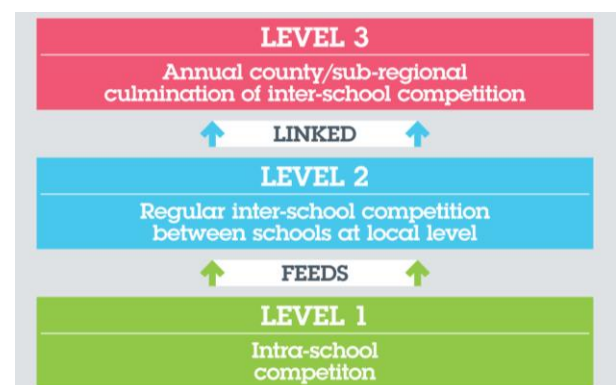 LEVEL 3
Annual county/sub-regional
culmination of inter-school competition
LINKED
LEVEL 2
Regular inter-school competition
between schools at local level
FEEDS
LEVEL 1
Intra-school
competiton